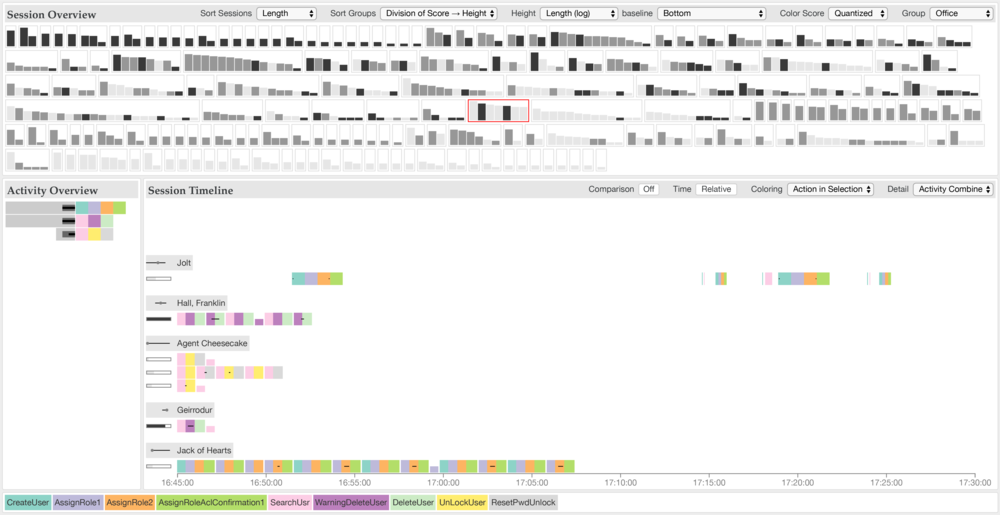 Session Overview Sort Sessions Length Sort Groups Division of Score → Height Height Length (log) baseline Bottom Color Score Quantized Group Office
Activity Overview
Session Timeline Comparison Off Time Relative Coloring Action in Selection Detail Activity Combine
Jolt
Hall, Franklin
Agent Cheesecake
Geirrodur
Jack of Hearts
16:45:00 16:50:00 16:55:00 17:00:00 17:05:00 17:10:00 17:15:00 17:20:00 17:25:00 17:30:00
CreateUser AssignRole1 AssignRole2 AssignRoleAclConfirmation1 SearchUsr WarningDeleteUser DeleteUser UnLockUser ResetPwdUnlock